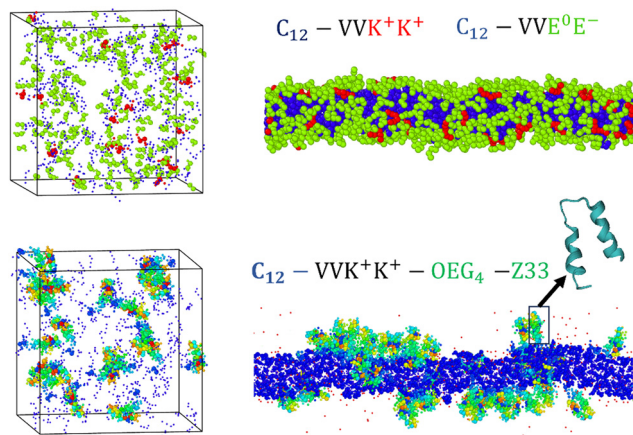 C₁₂ – VVK⁺K⁺ C₁₂ – VVE⁰E⁻
C₁₂ – VVK⁺K⁺ – OEG₄ –Z33